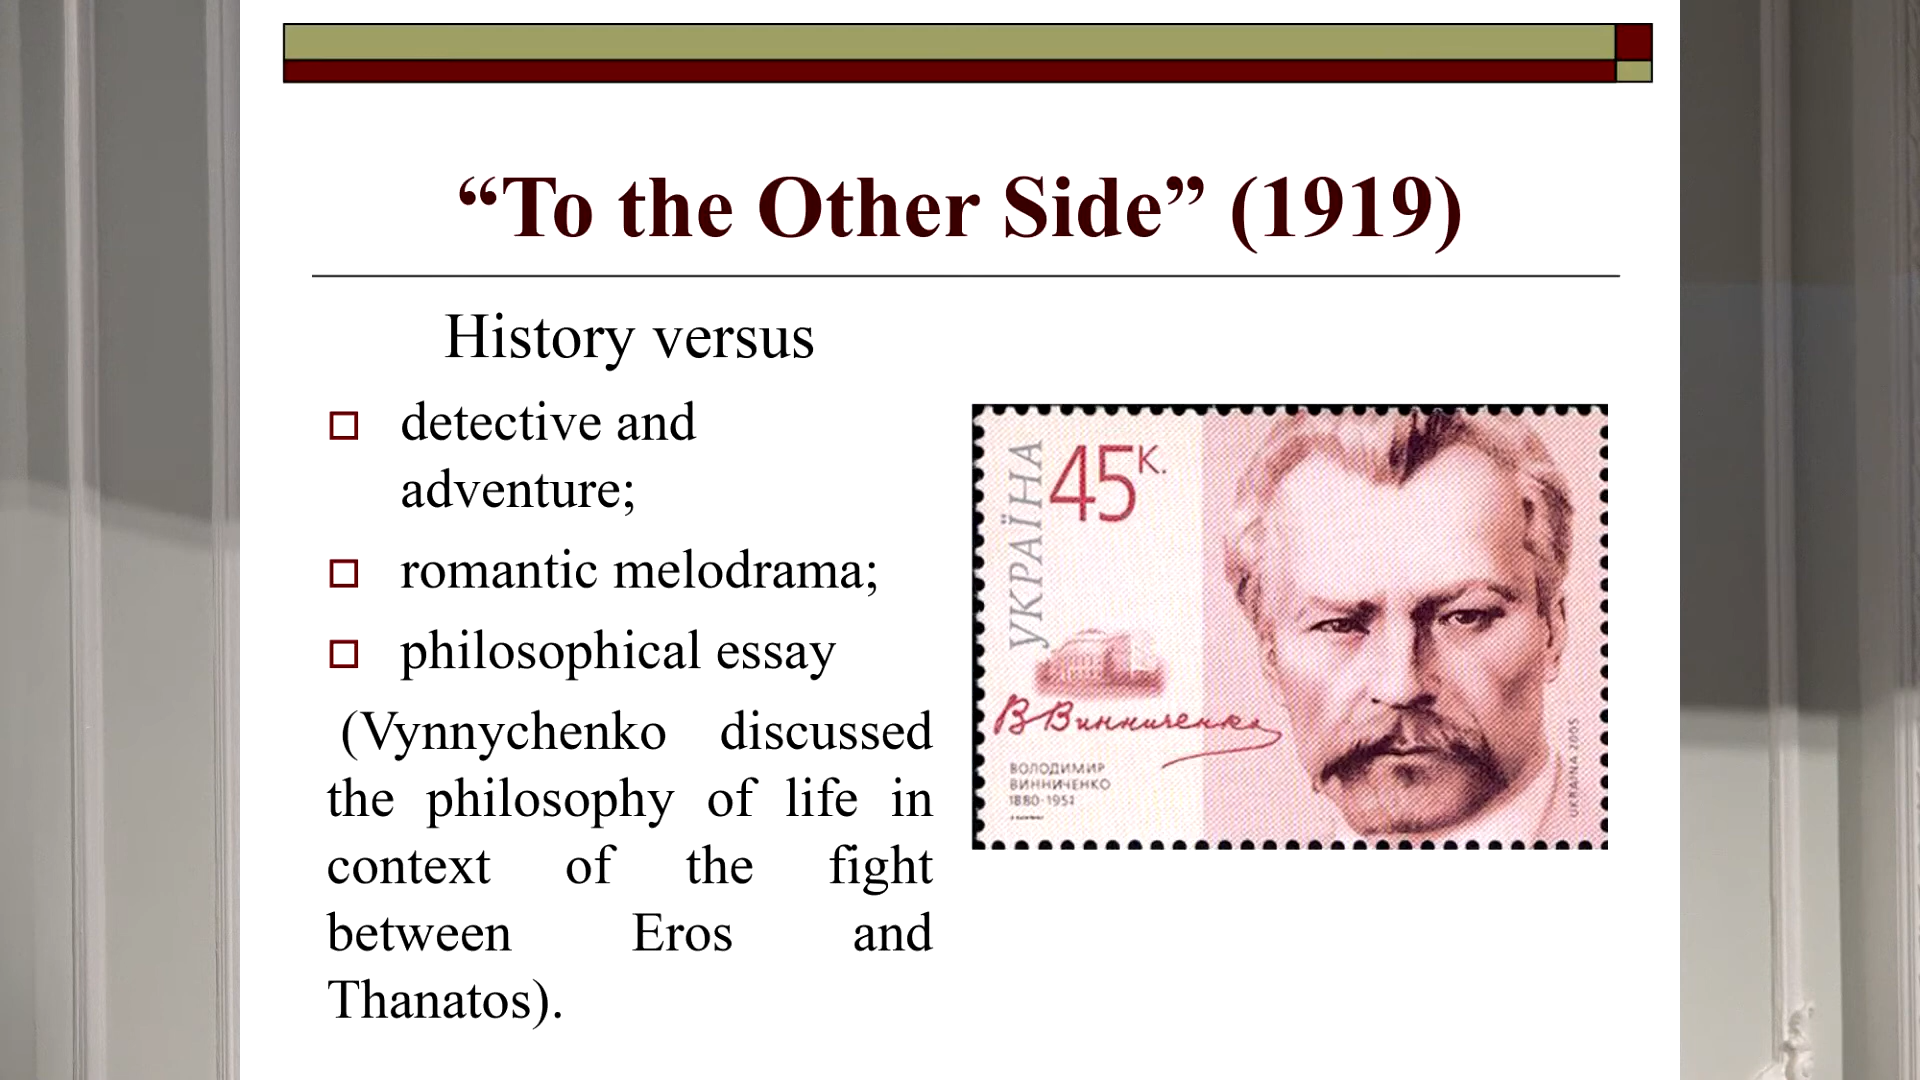 “To the Other Side” (1919)
History versus
detective and
adventure;
romantic melodrama;
philosophical essay
(Vynnychenko discussed
the philosophy of life in
context of the fight
between Eros and
Thanatos).
УКРАЇНА
45к.
В Винниченко
ВОЛОДИМИР
ВИННИЧЕНКО
1880-1951
UKRAINA 2005